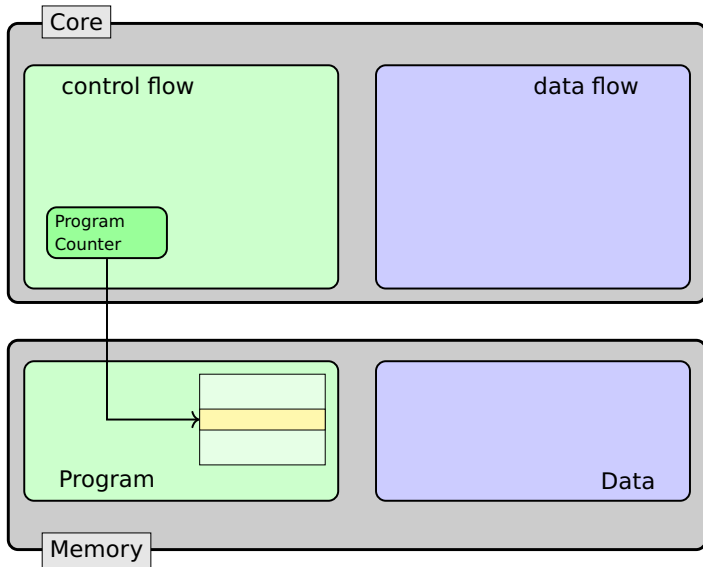 Core
control flow
data flow
Program
Counter
Program
Data
Memory